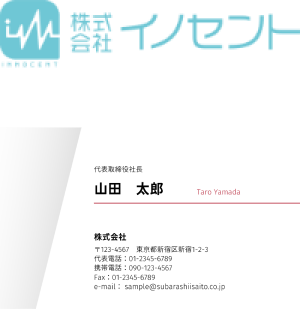 株式会社 イノセント
INNOCENT
代表取締役社長
山田　太郎 Taro Yamada
株式会社
〒123-4567　東京都新宿区新宿1-2-3
代表電話：01-2345-6789
携帯電話：090-123-4567
Fax：01-2345-6789
e-mail： sample@subarashiisaito.co.jp